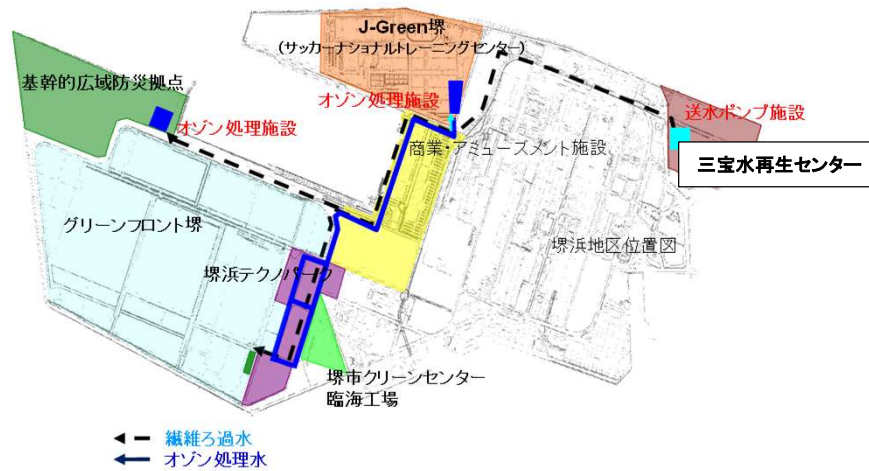 J-Green堺
(サッカーナショナルトレーニングセンター)
基幹的広域防災拠点
オゾン処理施設
オゾン処理施設
送水ポンプ施設
商業・アミューズメント施設
三宝水再生センター
グリーンフロント堺
堺浜地区位置図
堺浜テクノパーク
堺市クリーンセンター
臨海工場
繊維ろ過水
オゾン処理水